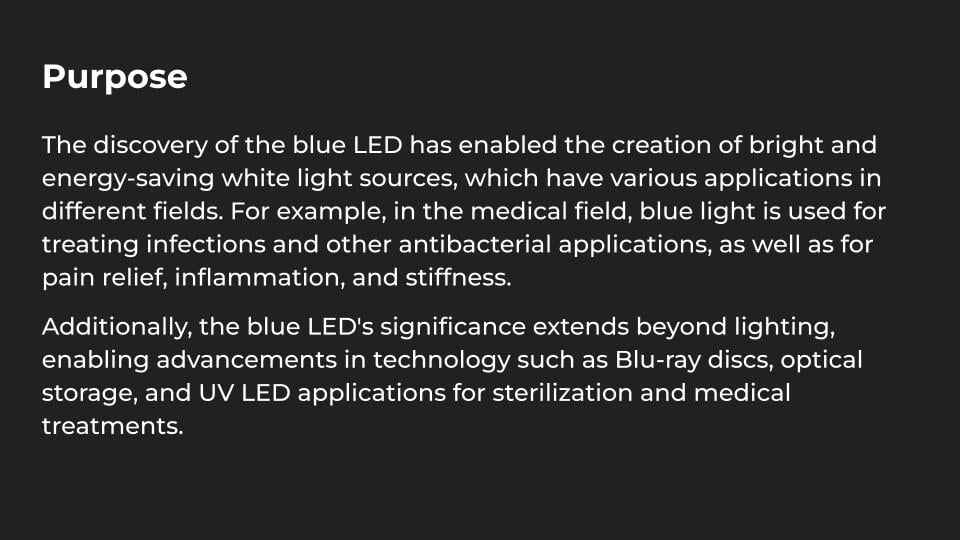 Purpose
The discovery of the blue LED has enabled the creation of bright and
energy-saving white light sources, which have various applications in
different fields. For example, in the medical field, blue light is used for
treating infections and other antibacterial applications, as well as for
pain relief, inflammation, and stiffness.
Additionally, the blue LED's significance extends beyond lighting,
enabling advancements in technology such as Blu-ray discs, optical
storage, and UV LED applications for sterilization and medical
treatments.